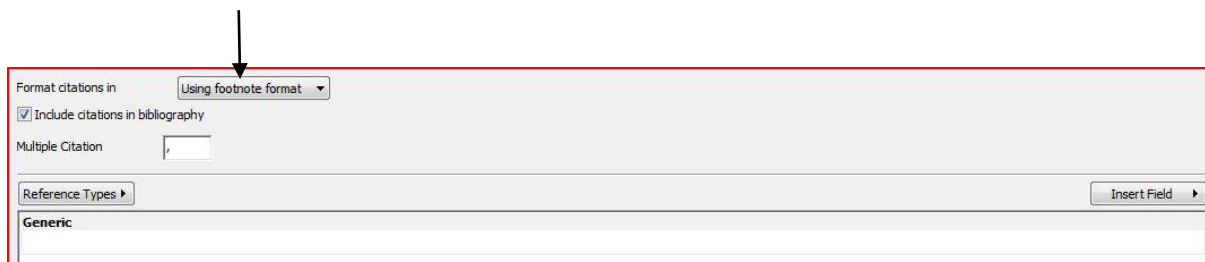 Format citations in Using footnote format
Include citations in bibliography
Multiple Citation ,
Reference Types Insert Field
Generic